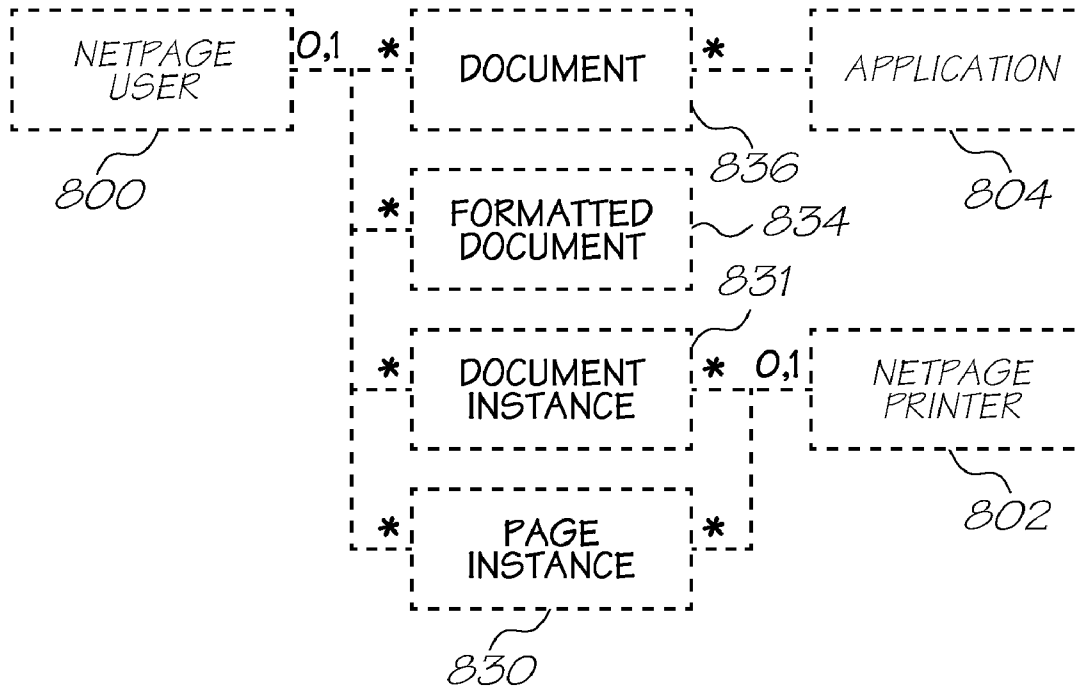 NETPAGE
USER
0,1
*
DOCUMENT
*
APPLICATION
800
836
804
*
FORMATTED
DOCUMENT
834
831
*
DOCUMENT
INSTANCE
*
0,1
NETPAGE
PRINTER
802
*
PAGE
INSTANCE
*
830